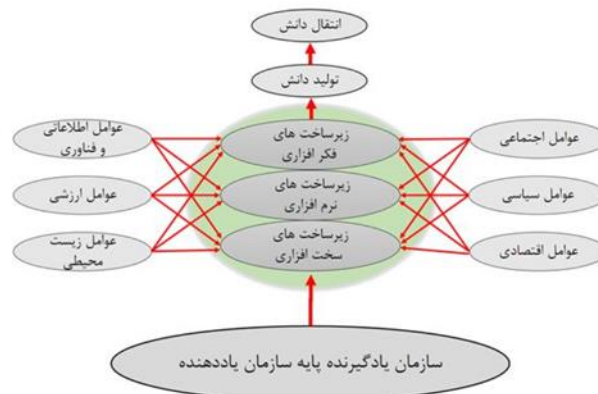 انتقال دانش
تولید دانش
زیرساخت های
فکر افزاری
زیرساخت های
نرم افزاری
زیرساخت های
سخت افزاری
عوامل اجتماعی
عوامل سیاسی
عوامل اقتصادی
عوامل اطلاعاتی
و فناوری
عوامل ارزشی
عوامل زیست
محیطی
سازمان یادگیرنده پایه سازمان یاددهنده